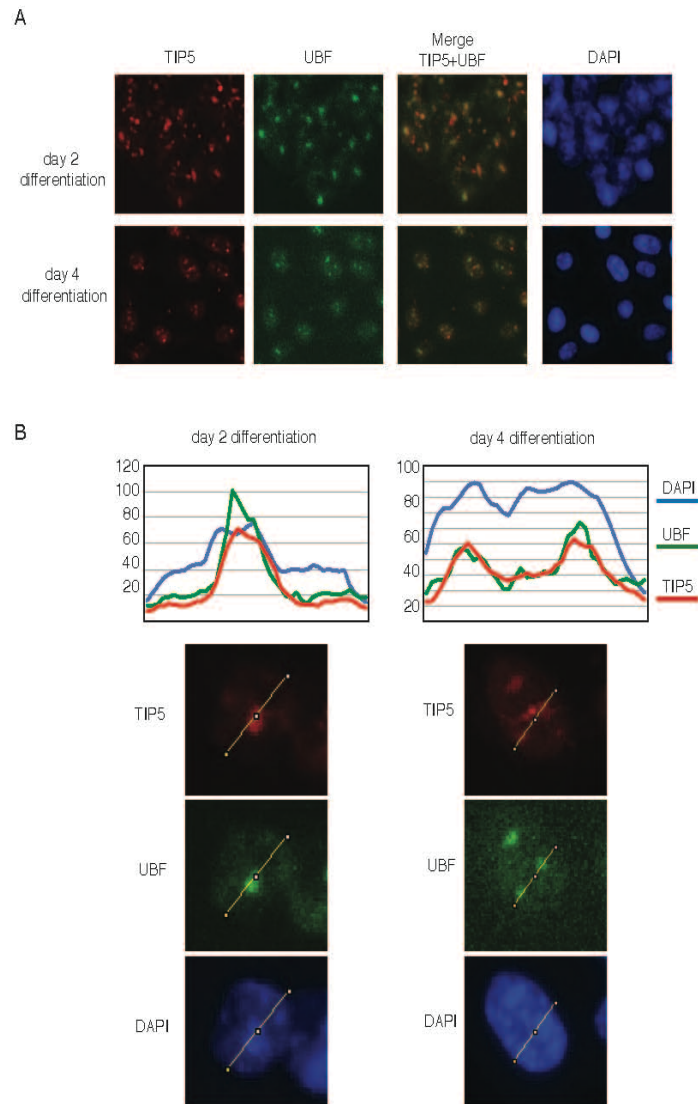 A
TIP5
UBF
Merge
TIP5+UBF
DAPI
day 2
differentiation
day 4
differentiation
B
day 2 differentiation
day 4 differentiation
120
100
80
60
40
20
100
80
60
40
20
DAPI
UBF
TIP5
TIP5
TIP5
UBF
UBF
DAPI
DAPI